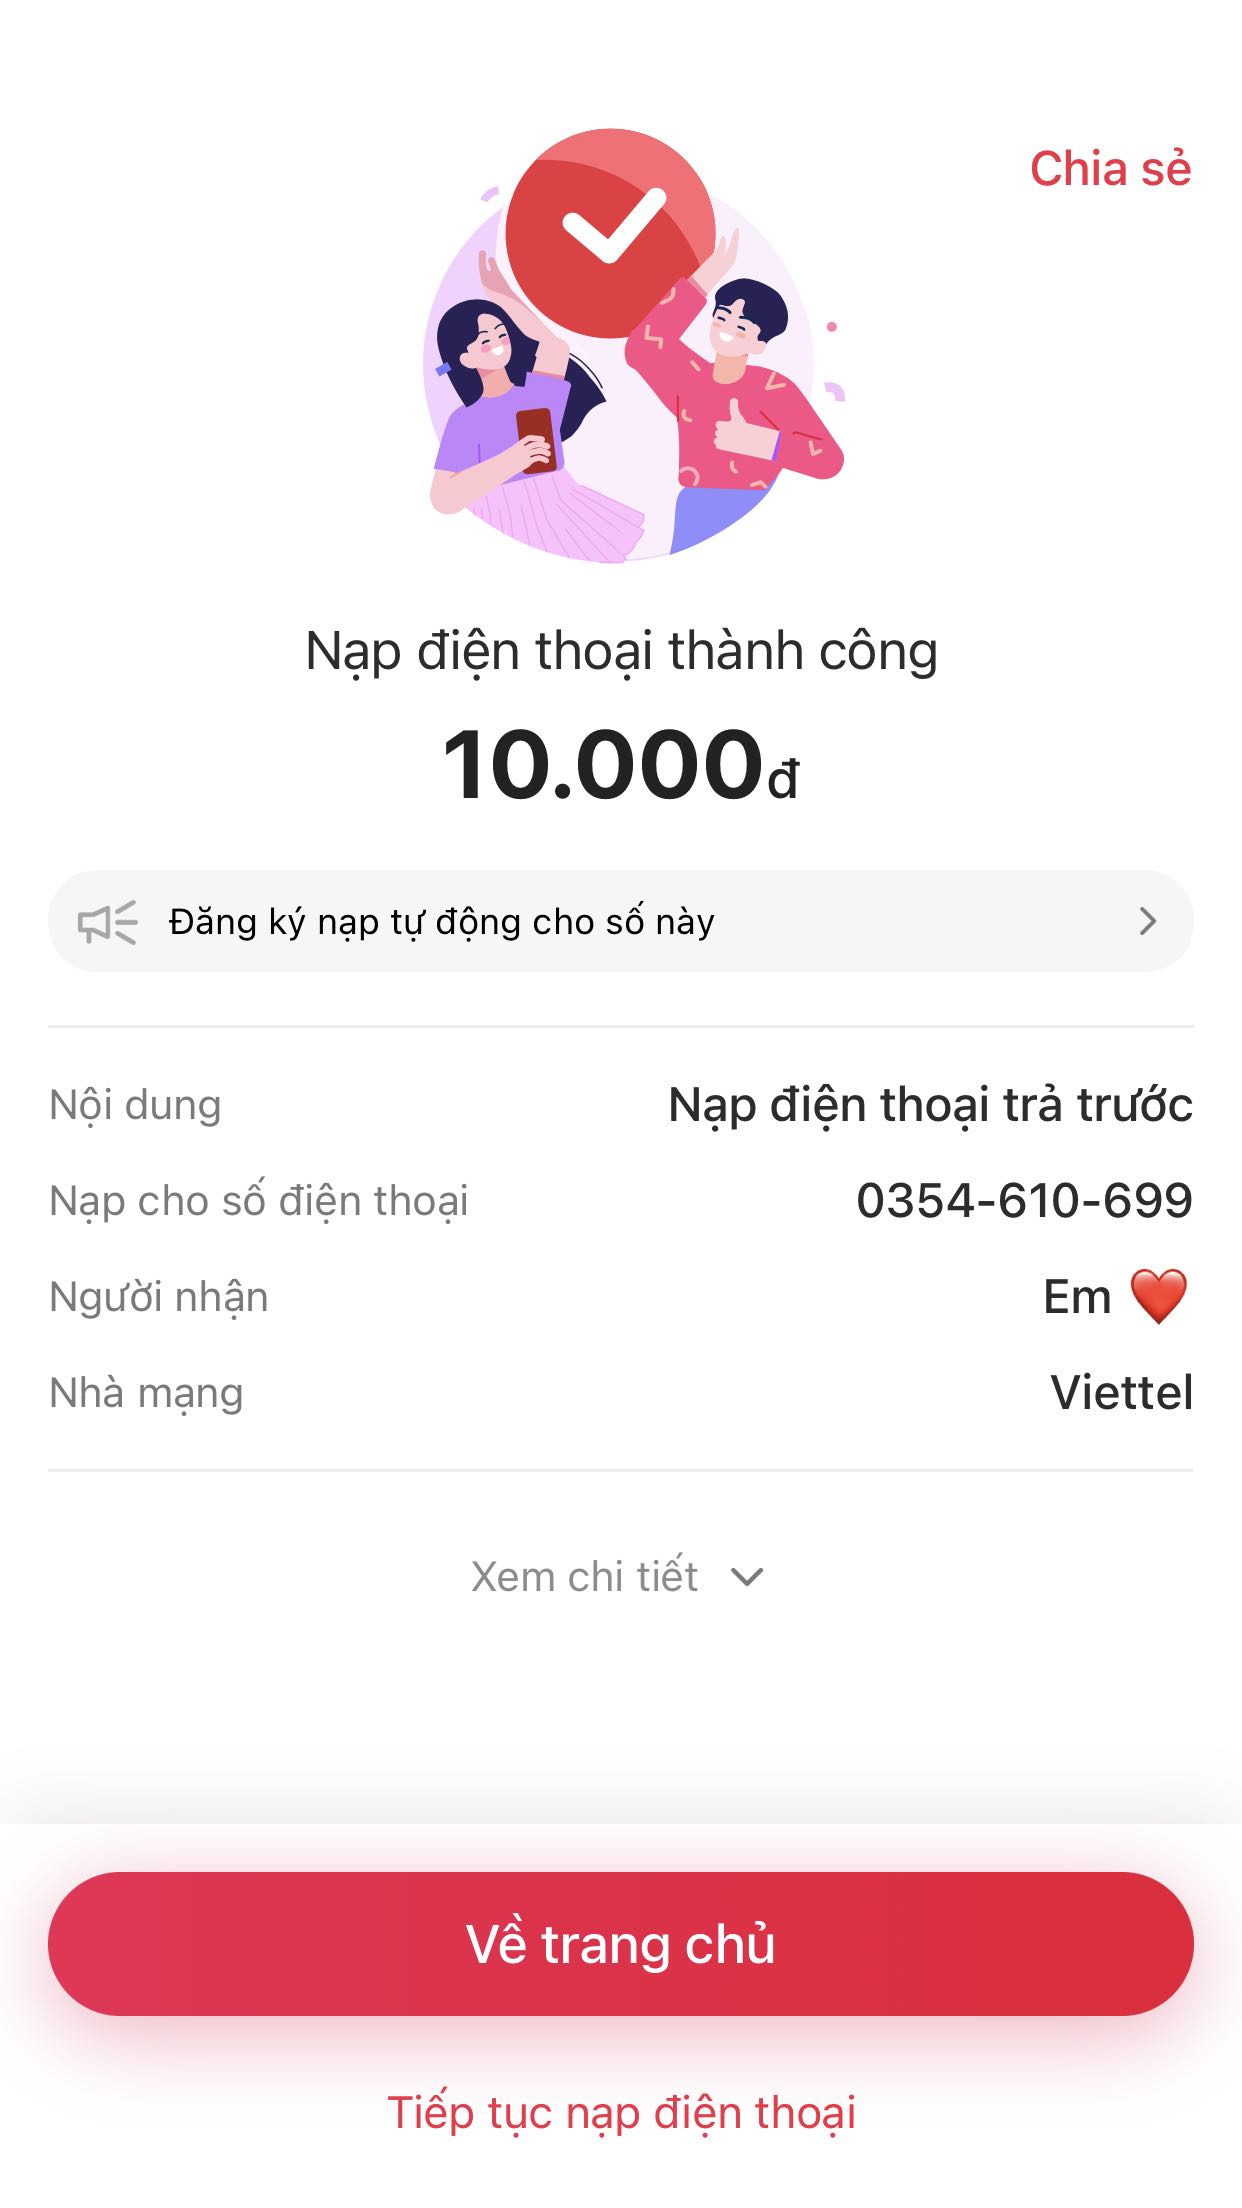 Chia sẻ
Nạp điện thoại thành công
10.000đ
Đăng ký nạp tự động cho số này
Nội dung Nạp điện thoại trả trước
Nạp cho số điện thoại 0354-610-699
Người nhận Em ❤️
Nhà mạng Viettel
Xem chi tiết
Về trang chủ
Tiếp tục nạp điện thoại